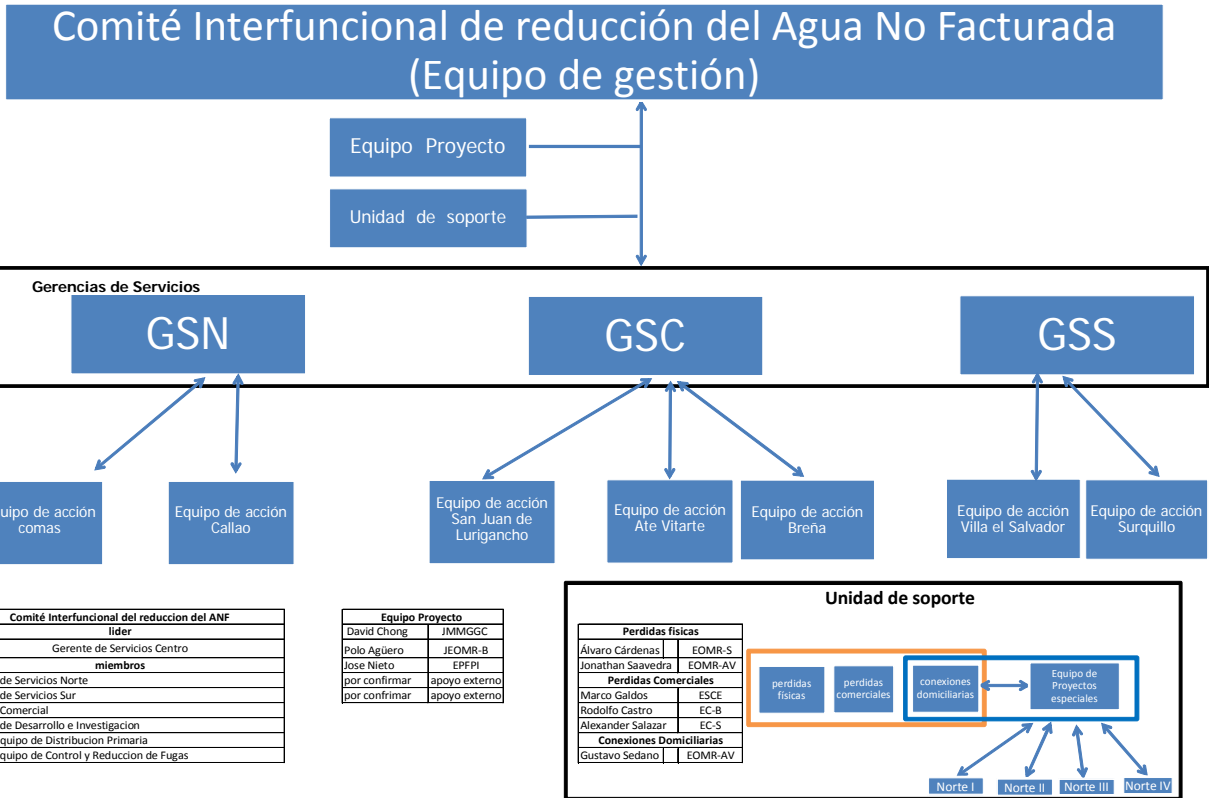 Comité Interfuncional de reducción del Agua No Facturada
(Equipo de gestión)
Equipo Proyecto
Unidad de soporte
Gerencias de Servicios
GSN
GSC
GSS
uipo de acción
comas
Equipo de acción
Callao
Equipo de acción
San Juan de
Lurigancho
Equipo de acción
Ate Vitarte
Equipo de acción
Breña
Equipo de acción
Villa el Salvador
Equipo de acción
Surquillo
Comité Interfuncional del reduccion del ANF
lider
Gerente de Servicios Centro
miembros
de Servicios Norte
de Servicios Sur
Comercial
de Desarrollo e Investigacion
quipo de Distribucion Primaria
quipo de Control y Reduccion de Fugas
Equipo Proyecto
David Chong JMMGGC
Polo Agüero JEOMR-B
Jose Nieto EPFPI
por confirmar apoyo externo
por confrimar apoyo externo
Unidad de soporte
Perdidas fisicas
Álvaro Cárdenas EOMR-S
Jonathan Saavedra EOMR-AV
Perdidas Comerciales
Marco Galdos ESCE
Rodolfo Castro EC-B
Alexander Salazar EC-S
Conexiones Domiciliarias
Gustavo Sedano EOMR-AV
perdidas
físicas
perdidas
comerciales
conexiones
domiciliarias
Equipo de
Proyectos
especiales
Norte I
Norte II
Norte III
Norte IV